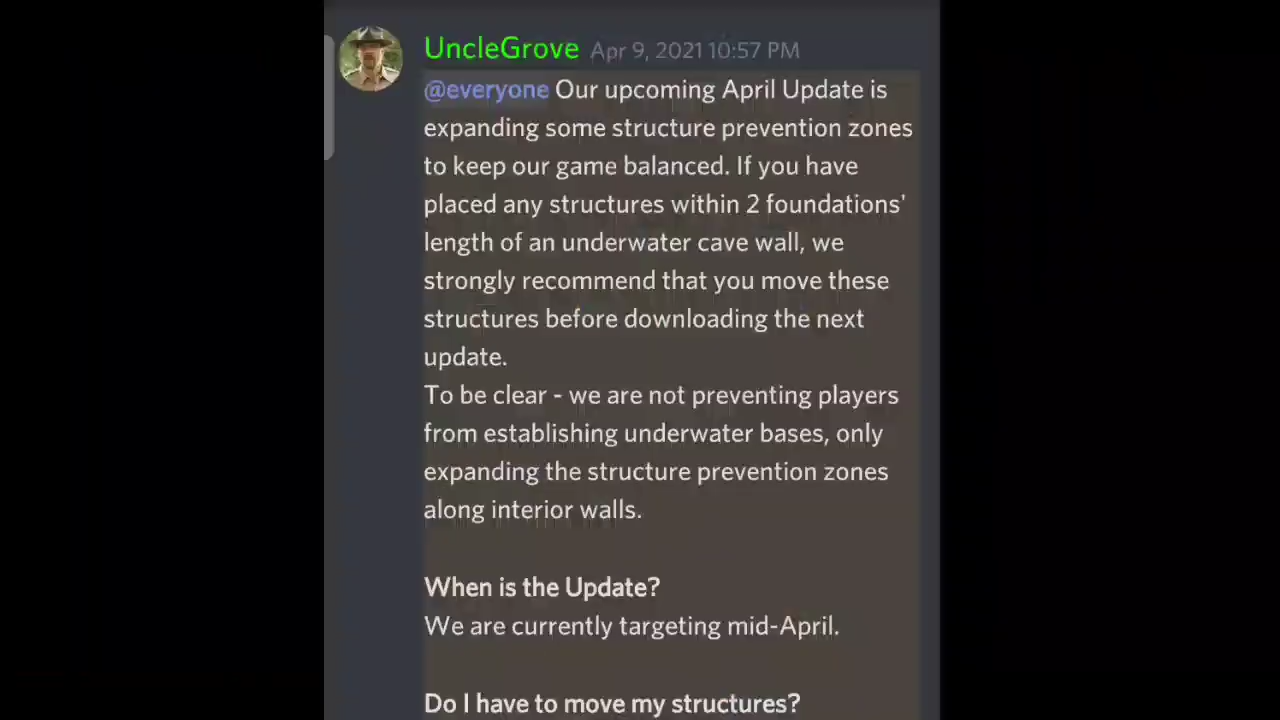 UncleGrove Apr 9, 2021 10:57 PM
@everyone Our upcoming April Update is
expanding some structure prevention zones
to keep our game balanced. If you have
placed any structures within 2 foundations'
length of an underwater cave wall, we
strongly recommend that you move these
structures before downloading the next
update.
To be clear - we are not preventing players
from establishing underwater bases, only
expanding the structure prevention zones
along interior walls.
When is the Update?
We are currently targeting mid-April.
Do I have to move my structures?